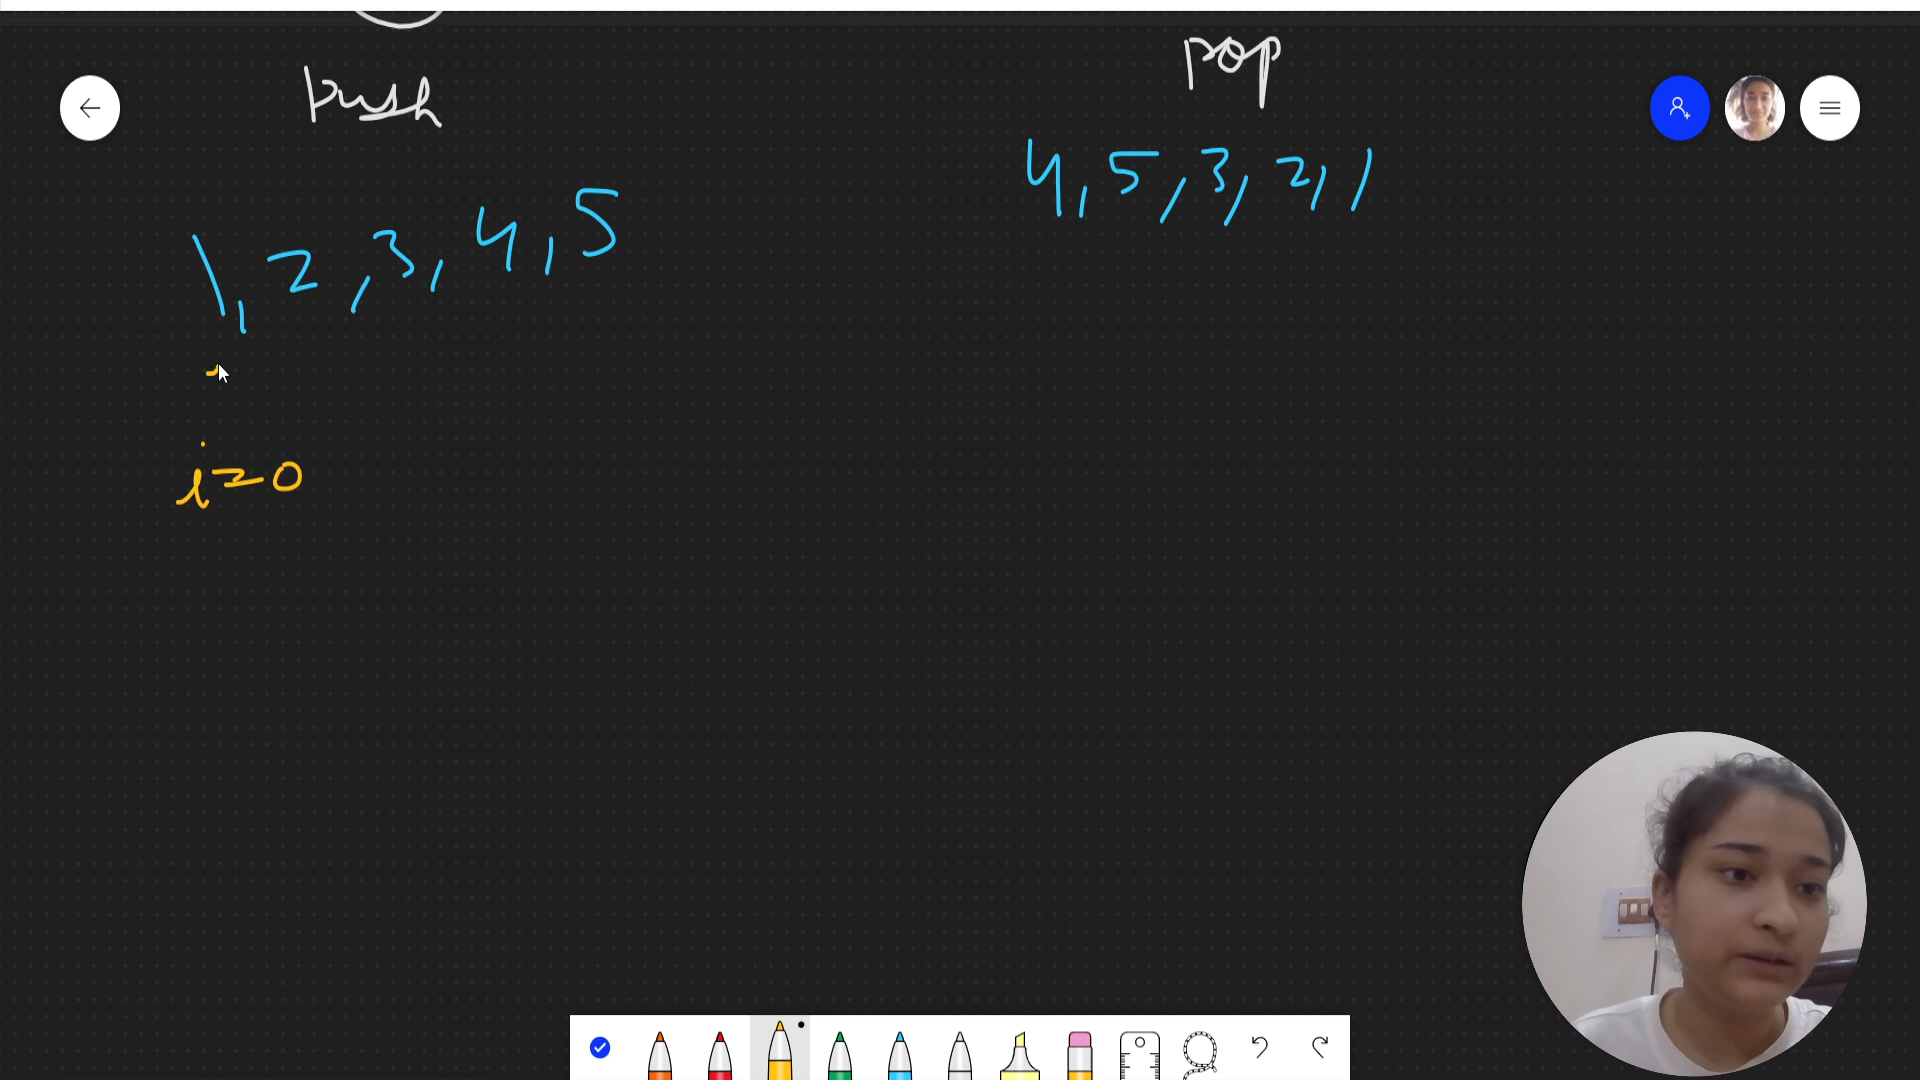 push
pop
1, 2, 3, 4, 5
4, 5, 3, 2, 1
i=0